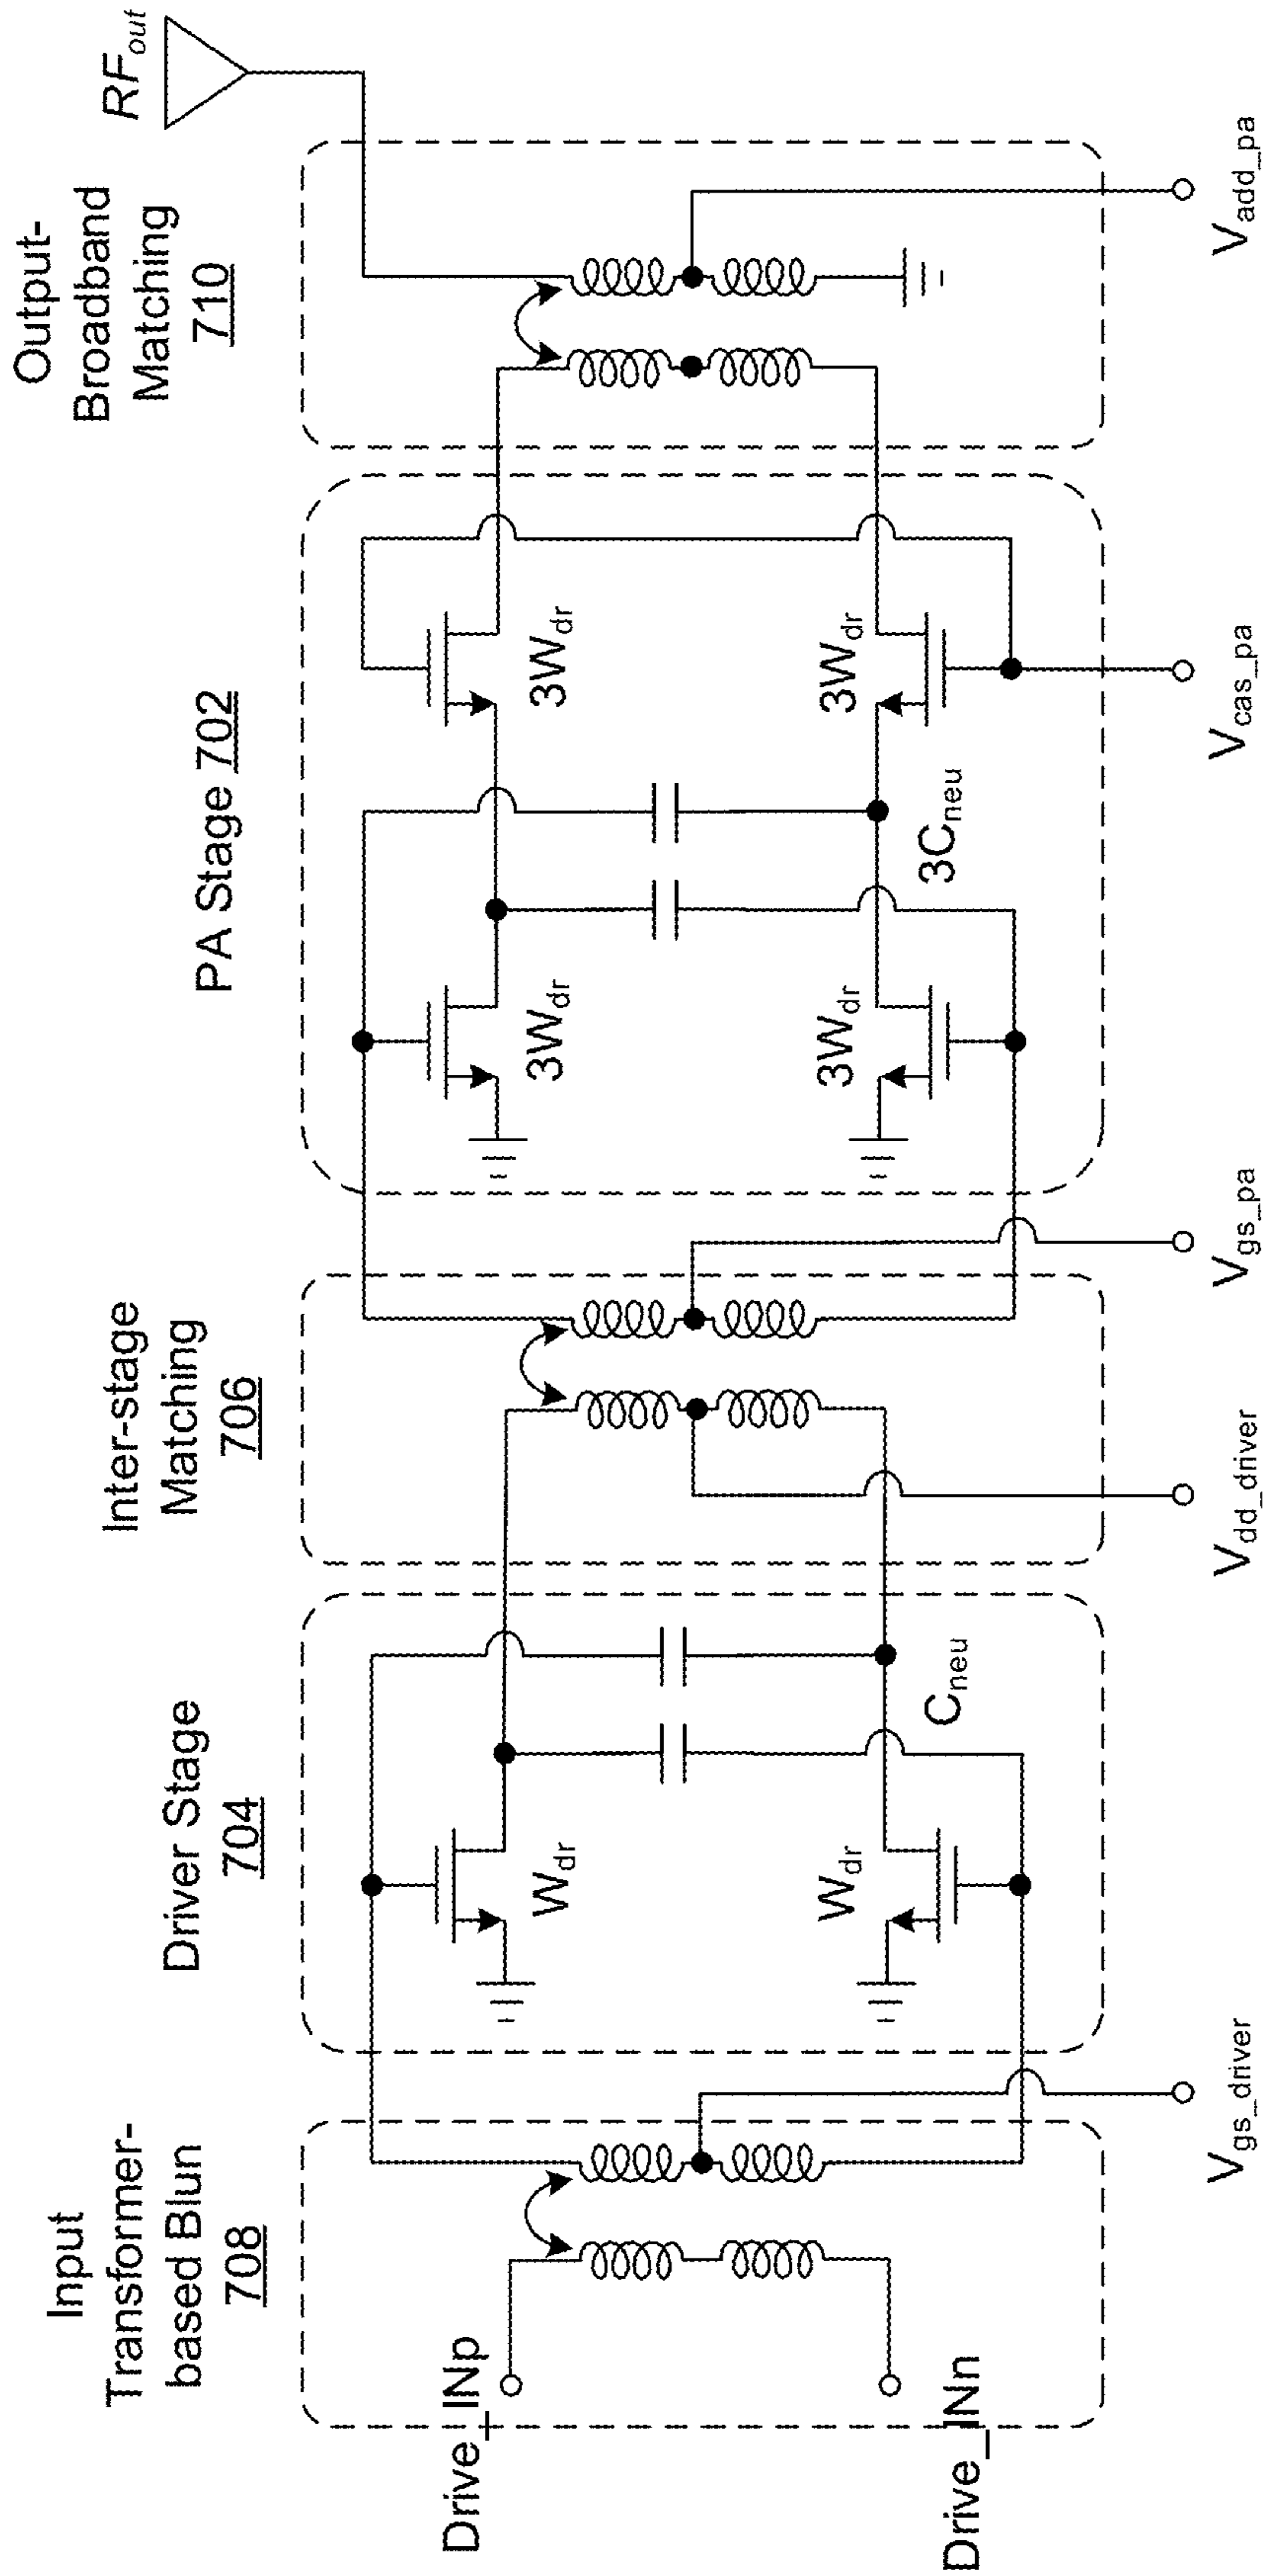 Input
Transformer-
based Blun
708
Driver Stage
704
Inter-stage
Matching
706
PA Stage 702
Output-
Broadband
Matching
710
RFout
Drive_INp
Drive_INn
Wdr
Wdr
Cneu
3Wdr
3Wdr
3Cneu
3Wdr
3Wdr
Vgs_driver
Vdd_driver
Vgs_pa
Vcas_pa
Vadd_pa